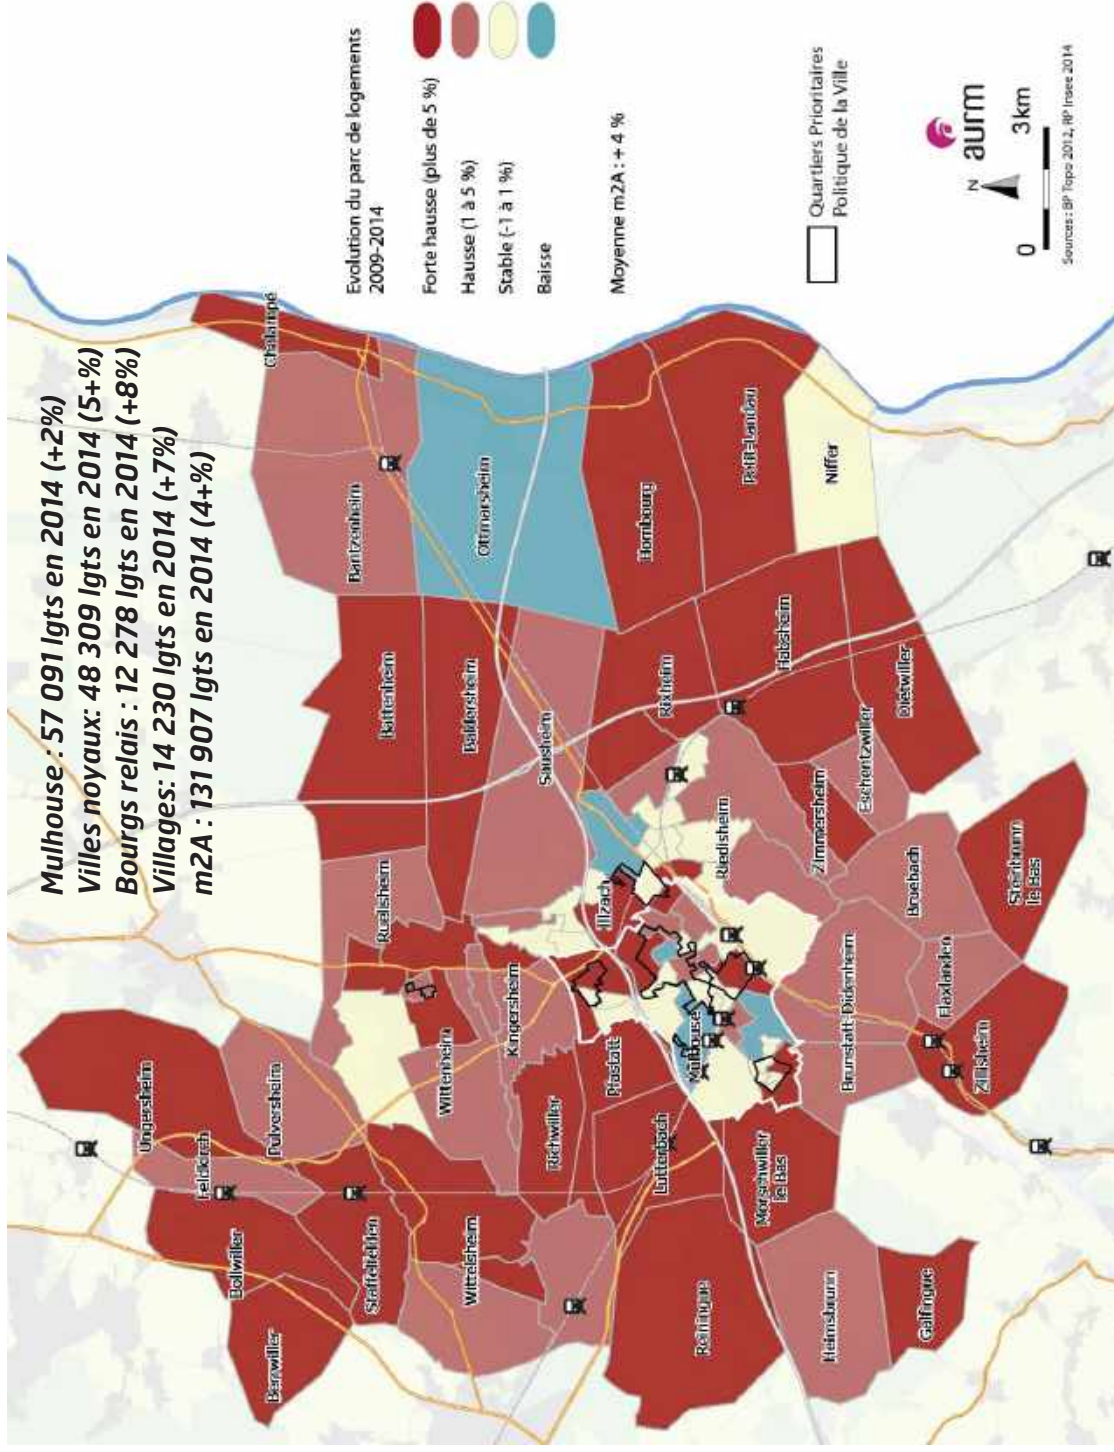 Mulhouse : 57 091 lgts en 2014 (+2%)
Villes noyaux: 48 309 lgts en 2014 (5+%)
Bourgs relais : 12 278 lgts en 2014 (+8%)
Villages: 14 230 lgts en 2014 (+7%)
m2A : 131 907 lgts en 2014 (4+%)
Evolution du parc de logements
2009-2014
Forte hausse (plus de 5 %)
Hausse (1 à 5 %)
Stable (-1 à 1 %)
Baisse
Moyenne m2A : + 4 %
Quartiers Prioritaires
Politique de la Ville
N
aurm
0 3km
Sources : BP Topo 2012, RP Insee 2014
Chalampé
Bantzenheim
Ottmarsheim
Hombourg
Petit-Landau
Niffer
Battenheim
Baldersheim
Sausheim
Rixheim
Habsheim
Dietwiller
Eschentzwiller
Zimmersheim
Riedisheim
Illzach
Ruelisheim
Bruebach
Steinbrunn
le Bas
Flaxlanden
Brunstatt-Didenheim
Zillisheim
Mulhouse
Kingersheim
Wittenheim
Pfastatt
Richwiller
Lutterbach
Morschwiller
le Bas
Ungersheim
Pulversheim
Feldkirch
Bollwiller
Staffelfelden
Wittelsheim
Berrwiller
Reiningue
Heimsbrunn
Galfingue